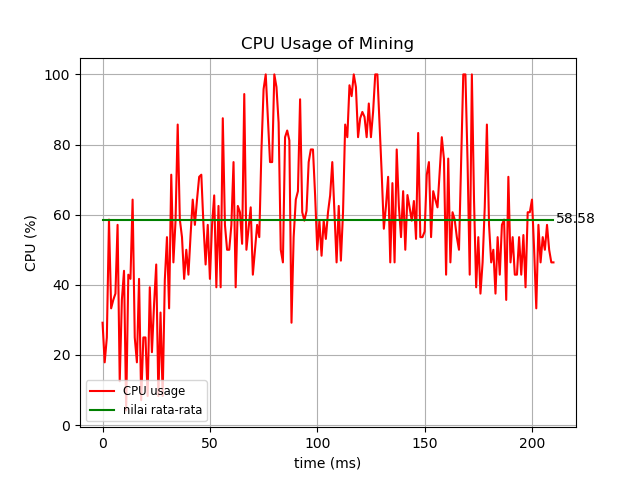 CPU Usage of Mining
100
80
60
40
20
0
CPU (%)
58.58
CPU usage
nilai rata-rata
0 50 100 150 200
time (ms)